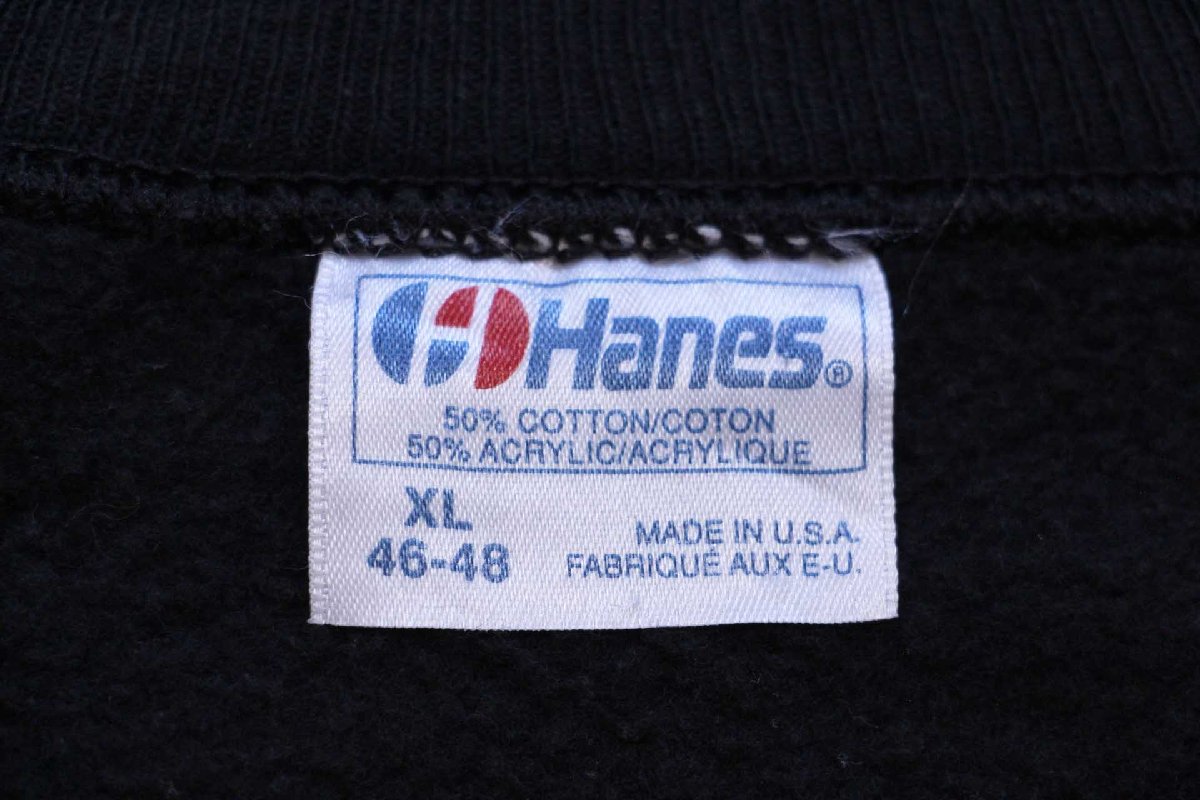 Hanes®
50% COTTON/COTON
50% ACRYLIC/ACRYLIQUE
XL
46-48
MADE IN U.S.A.
FABRIQUÉ AUX E-U.